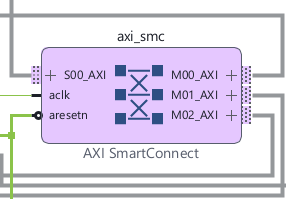 axi_smc
S00_AXI M00_AXI
aclk M01_AXI
aresetn M02_AXI
AXI SmartConnect